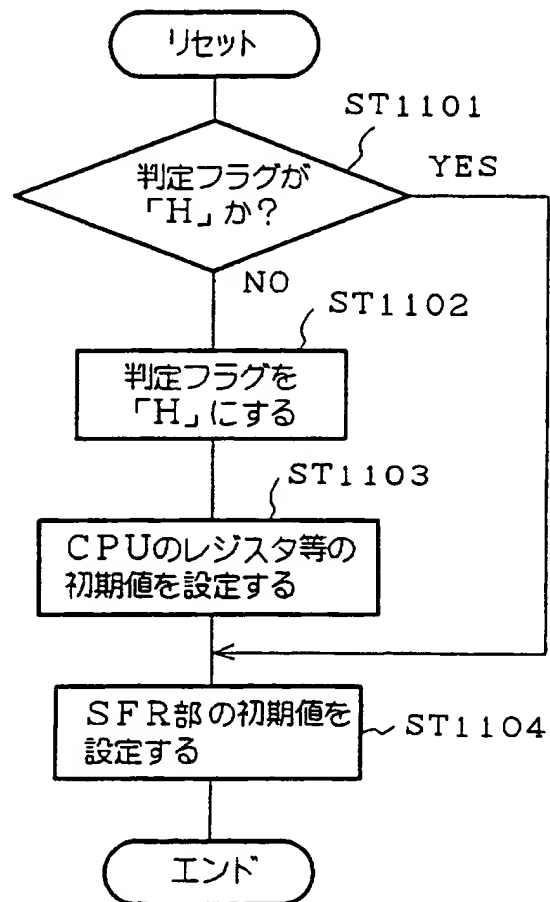 リセット
ST1101
判定フラグが
「H」か?
YES
NO
ST1102
判定フラグを
「H」にする
ST1103
CPUのレジスタ等の
初期値を設定する
SFR部の初期値を
設定する
ST1104
エンド